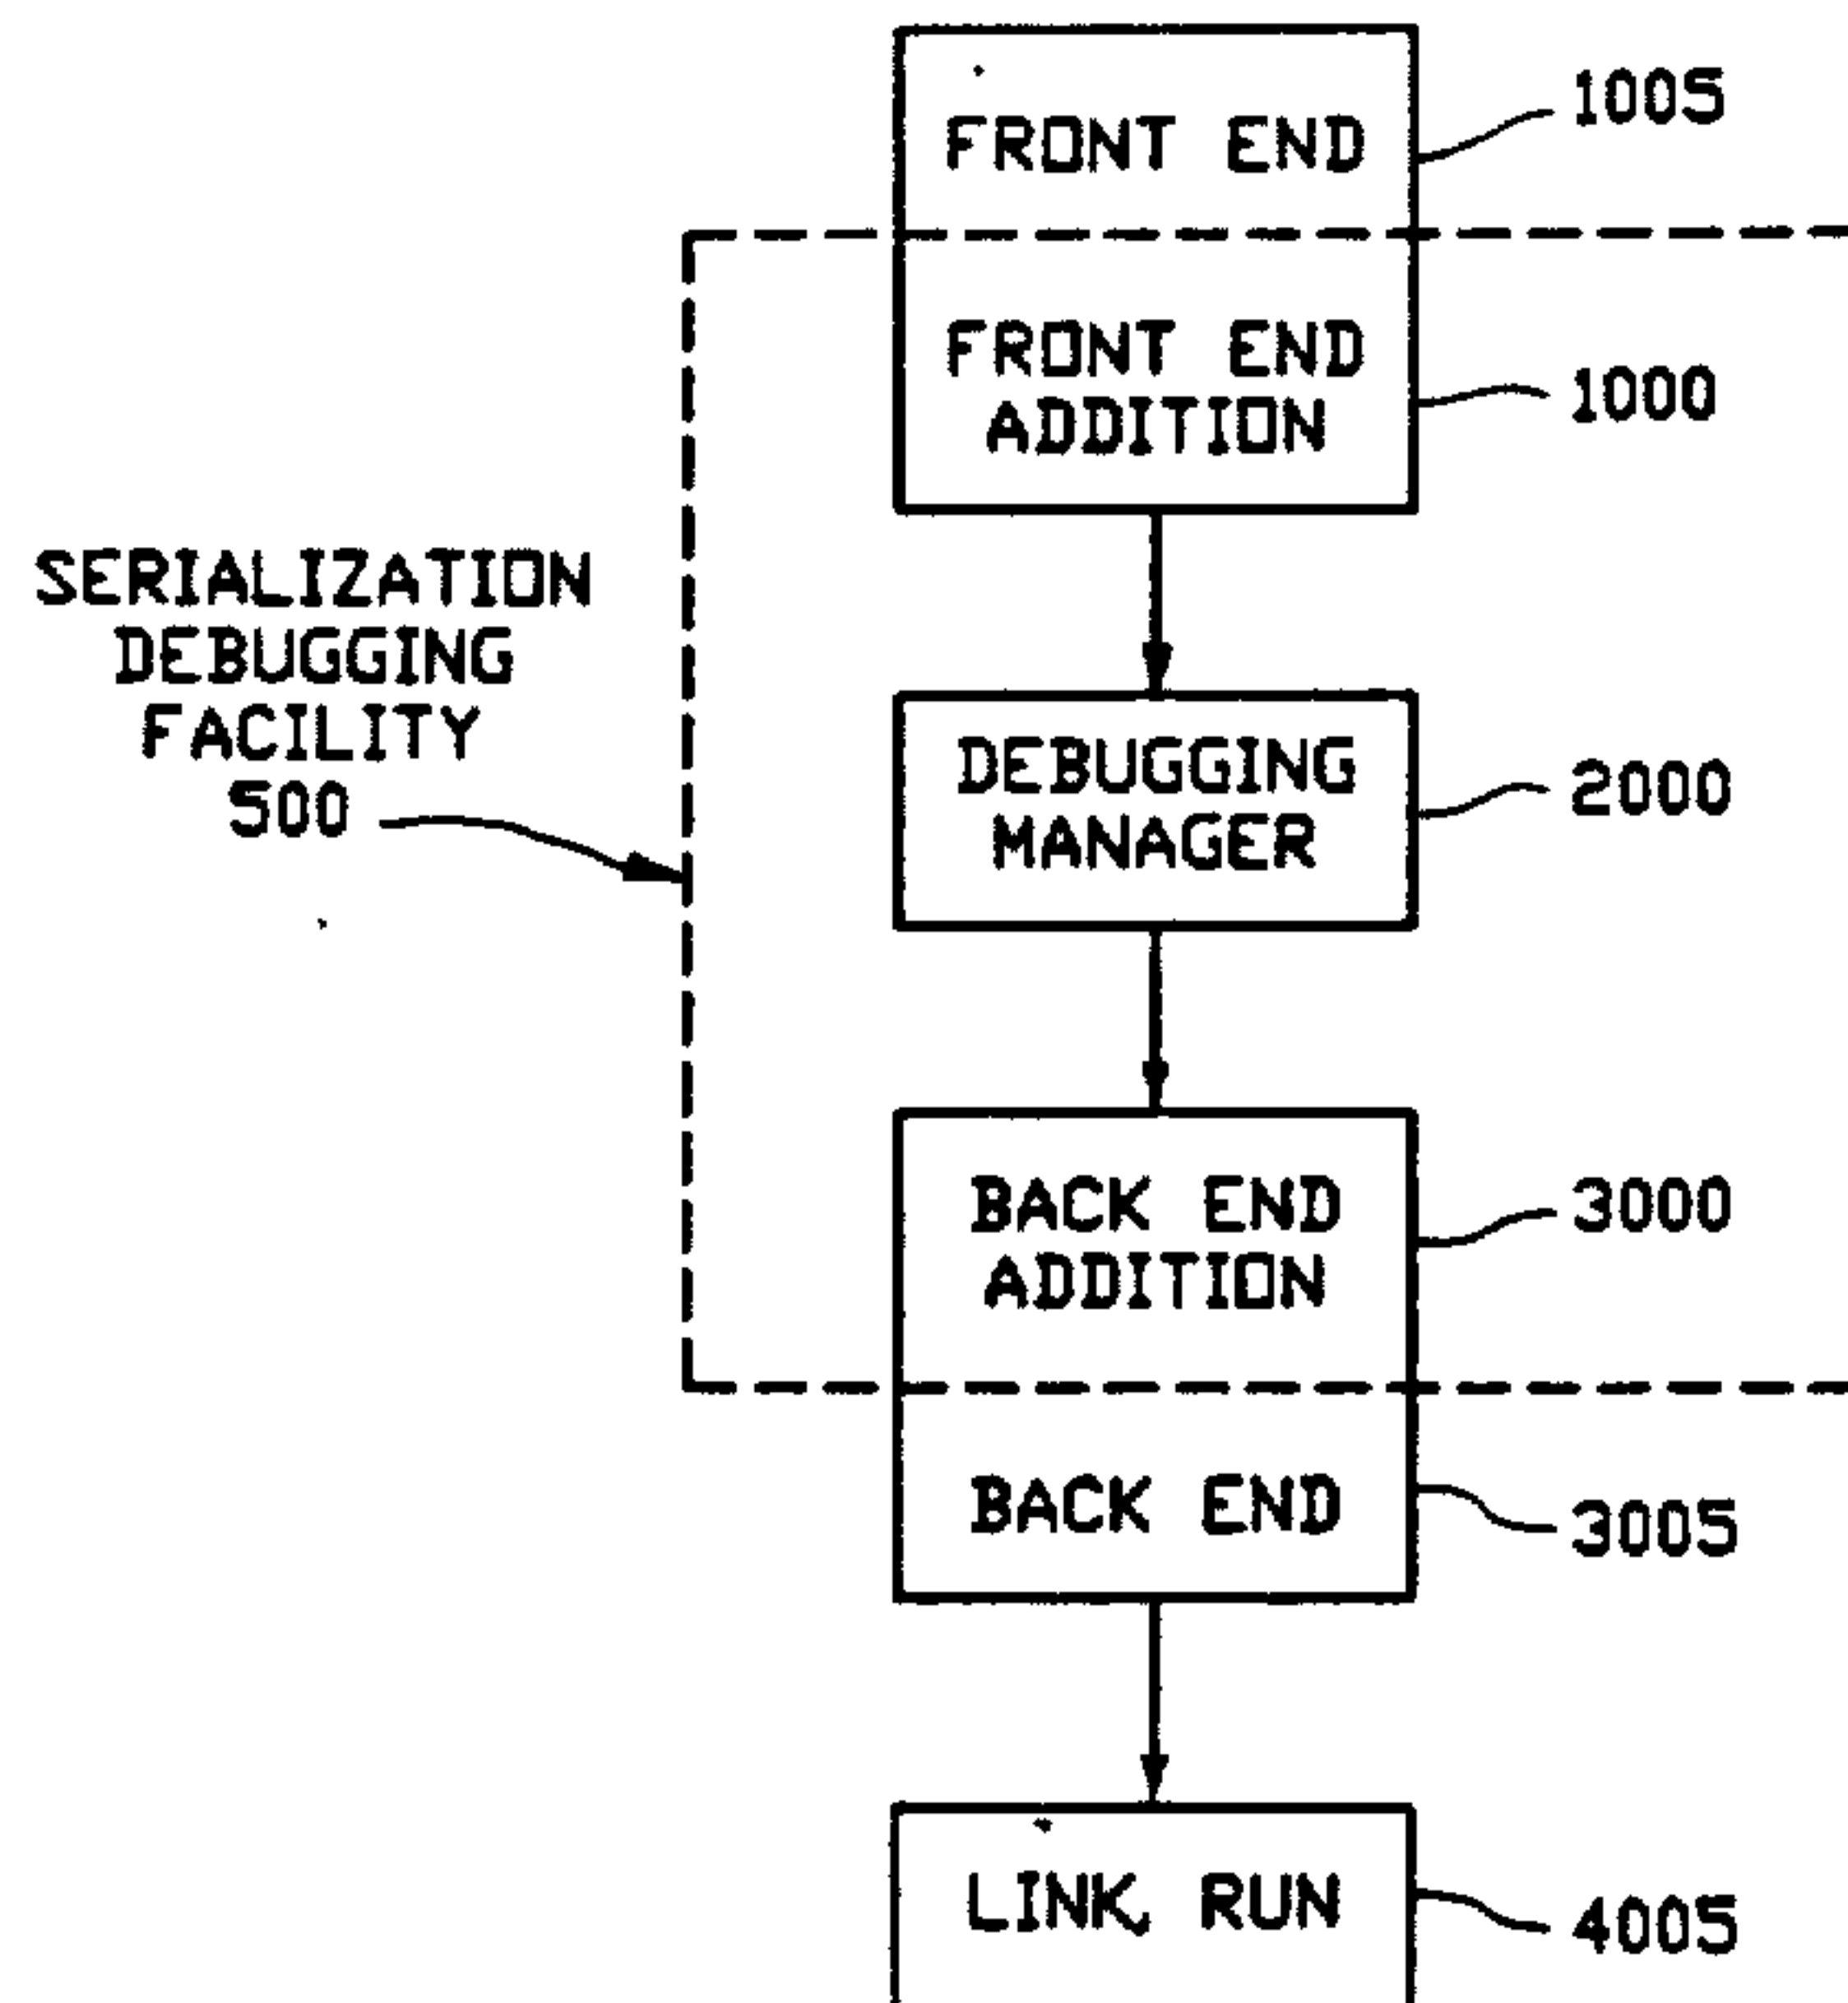 FRONT END
1005
FRONT END
ADDITION
1000
SERIALIZATION
DEBUGGING
FACILITY
500
DEBUGGING
MANAGER
2000
BACK END
ADDITION
3000
BACK END
3005
LINK RUN
4005